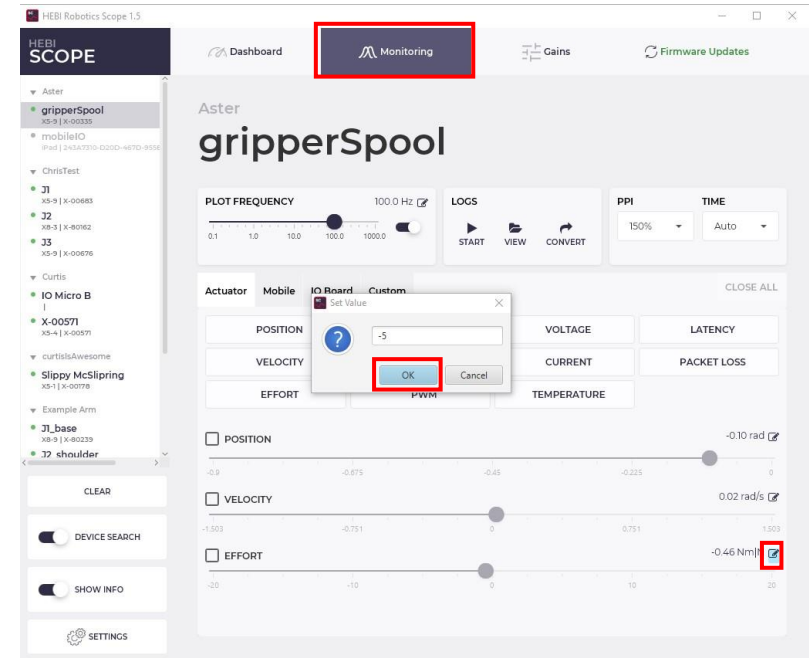 HEBI Robotics Scope 1.5
HEBI
SCOPE
Dashboard
Monitoring
Gains
Firmware Updates
Aster
gripperSpool
X5-9 | X-00335
mobileIO
ChrisTest
J1
X5-9 | X-00683
J2
X8-3 | X-80162
J3
X5-9 | X-00676
Curtis
IO Micro B
|
X-00571
X5-4 | X-00571
curtisIsAwesome
Slippy McSlipring
X5-1 | X-00178
Example Arm
J1_base
X8-9 | X-80239
J2_shoulder
CLEAR
DEVICE SEARCH
SHOW INFO
SETTINGS
Aster
gripperSpool
PLOT FREQUENCY
100.0 Hz
0.1 1.0 10.0 100.0 1000.0
LOGS
START VIEW CONVERT
PPI
150%
TIME
Auto
Actuator Mobile IO Board Custom
CLOSE ALL
Set Value
-5
OK Cancel
POSITION VOLTAGE LATENCY
VELOCITY CURRENT PACKET LOSS
EFFORT PWM TEMPERATURE
POSITION
-0.10 rad
-0.9 -0.675 -0.45 -0.225 0
VELOCITY
0.02 rad/s
-1.503 -0.751 0 0.751 1.503
EFFORT
-0.46 Nm|
-20 -10 0 10 20